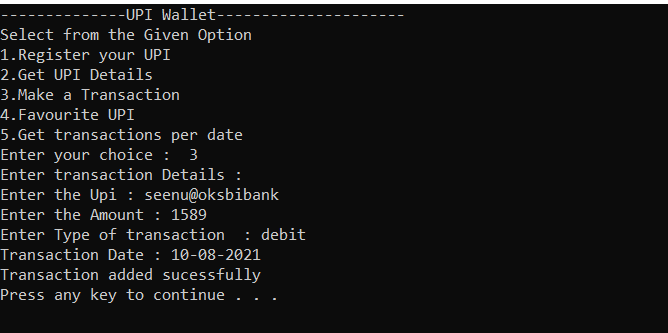 --------------UPI Wallet---------------------
Select from the Given Option
1.Register your UPI
2.Get UPI Details
3.Make a Transaction
4.Favourite UPI
5.Get transactions per date
Enter your choice :  3
Enter transaction Details :
Enter the Upi : seenu@oksbibank
Enter the Amount : 1589
Enter Type of transaction  : debit
Transaction Date : 10-08-2021
Transaction added sucessfully
Press any key to continue . . .